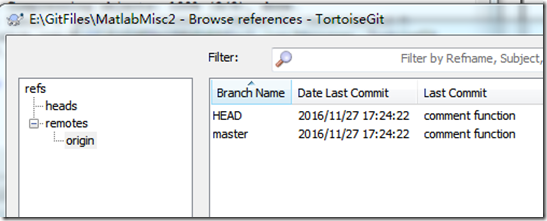 E:\GitFiles\MatlabMisc2 - Browse references - TortoiseGit
Filter:
Filter by Refname, Subject,
refs
heads
remotes
origin
Branch Name Date Last Commit Last Commit
HEAD 2016/11/27 17:24:22 comment function
master 2016/11/27 17:24:22 comment function